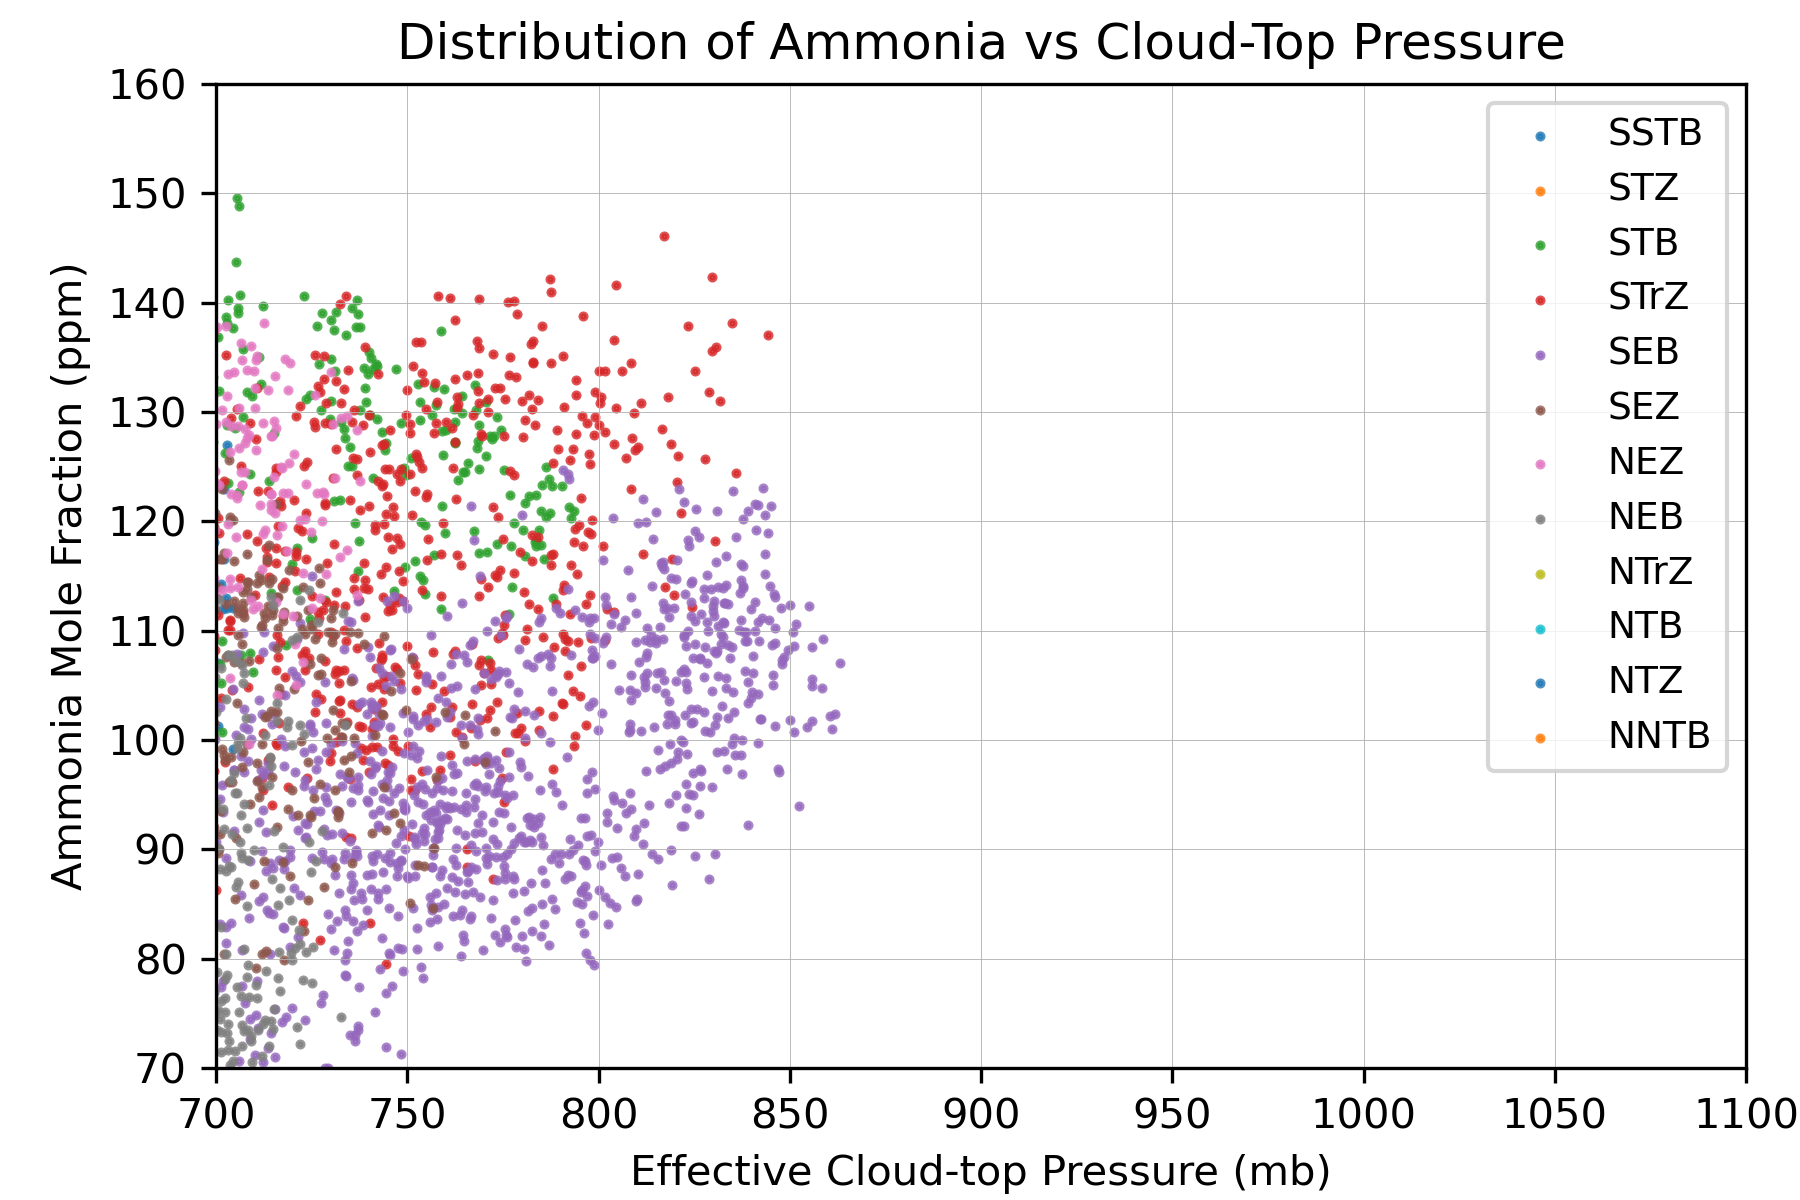 Distribution of Ammonia vs Cloud-Top Pressure
160
150
140
130
120
110
100
90
80
70
Ammonia Mole Fraction (ppm)
SSTB
STZ
STB
STrZ
SEB
SEZ
NEZ
NEB
NTrZ
NTB
NTZ
NNTB
700 750 800 850 900 950 1000 1050 1100
Effective Cloud-top Pressure (mb)